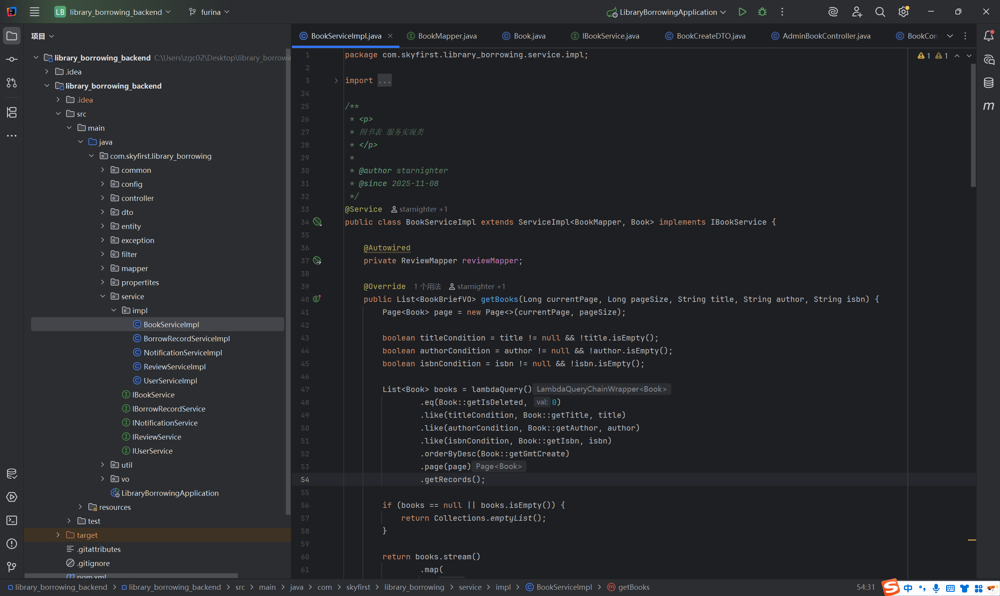 LB library_borrowing_backend furina LibraryBorrowingApplication
项目
BookServiceImpl.java BookMapper.java Book.java IBookService.java BookCreateDTO.java AdminBookController.java BookCon
library_borrowing_backend C:\Users\zgc02\Desktop\library_borrowin
.idea
library_borrowing_backend
.idea
src
main
java
com.skyfirst.library_borrowing
common
config
controller
dto
entity
exception
filter
mapper
propertites
service
impl
BookServiceImpl
BorrowRecordServiceImpl
NotificationServiceImpl
ReviewServiceImpl
UserServiceImpl
IBookService
IBorrowRecordService
INotificationService
IReviewService
IUserService
util
vo
LibraryBorrowingApplication
resources
test
target
.gitattributes
.gitignore
pom.xml
1 package com.skyfirst.library_borrowing.service.impl;
1 1
2
3 import ...
24
25 /**
26 * <p>
27 * 图书表 服务实现类
28 * </p>
29 *
30 * @author starnighter
31 * @since 2025-11-08
32 */
33 @Service starnighter +1
34 public class BookServiceImpl extends ServiceImpl<BookMapper, Book> implements IBookService {
35
36 @Autowired
37 private ReviewMapper reviewMapper;
38
39 @Override 1 个用法 starnighter +1
40 public List<BookBriefVO> getBooks(Long currentPage, Long pageSize, String title, String author, String isbn) {
41 Page<Book> page = new Page<>(currentPage, pageSize);
42
43 boolean titleCondition = title != null && !title.isEmpty();
44 boolean authorCondition = author != null && !author.isEmpty();
45 boolean isbnCondition = isbn != null && !isbn.isEmpty();
46
47 List<Book> books = lambdaQuery() LambdaQueryChainWrapper<Book>
48 .eq(Book::getIsDeleted, val: 0)
49 .like(titleCondition, Book::getTitle, title)
50 .like(authorCondition, Book::getAuthor, author)
51 .like(isbnCondition, Book::getIsbn, isbn)
52 .orderByDesc(Book::getGmtCreate)
53 .page(page) Page<Book>
54 .getRecords();
55
56 if (books == null || books.isEmpty()) {
57 return Collections.emptyList();
58 }
59
60 return books.stream()
61 .map(
library_borrowing_backend > library_borrowing_backend > src > main > java > com > skyfirst > library_borrowing > service > impl > BookServiceImpl > getBooks 54:31 中